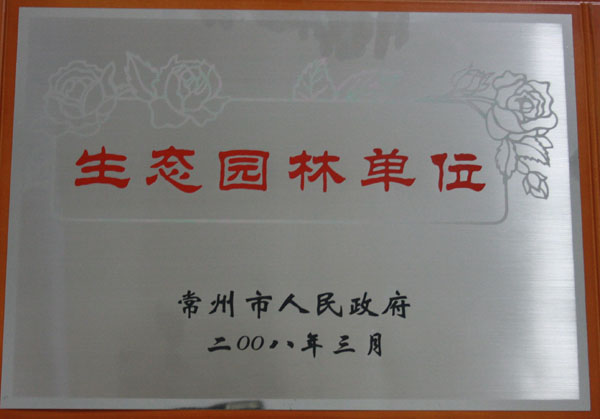 生态园林单位
常州市人民政府
二00八年三月